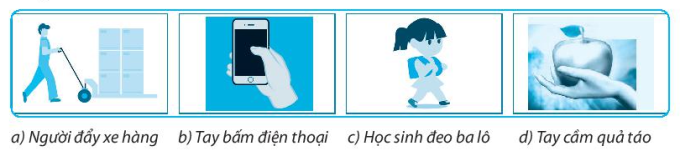 a) Người đẩy xe hàng b) Tay bấm điện thoại c) Học sinh đeo ba lô d) Tay cầm quả táo